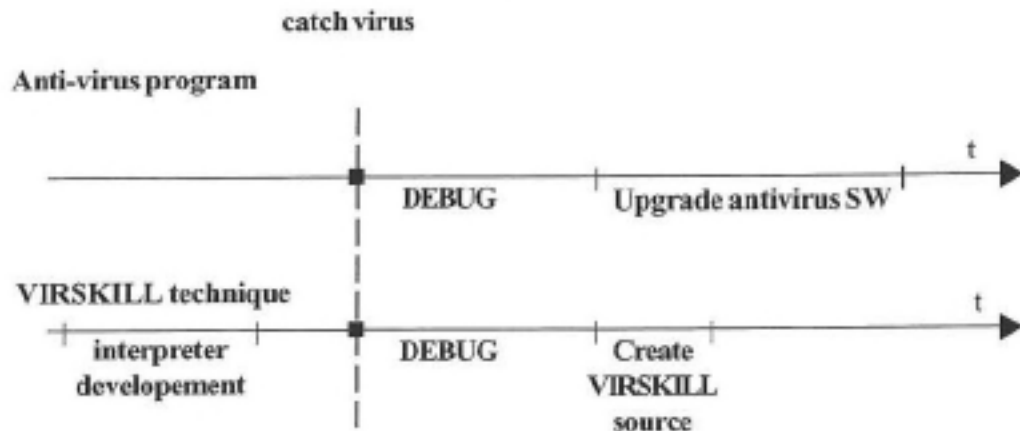 catch virus
Anti-virus program
t
DEBUG
Upgrade antivirus SW
VIRSKILL technique
t
interpreter
developement
DEBUG
Create
VIRSKILL
source